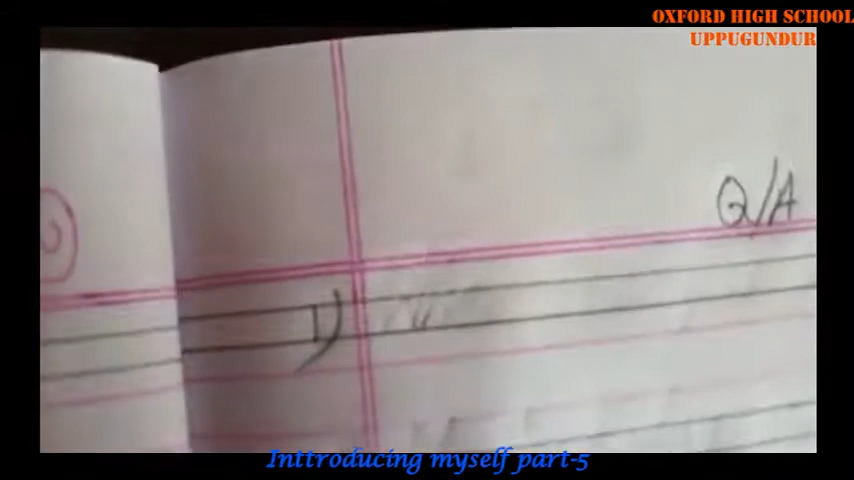 OXFORD HIGH SCHOOL
UPPUGUNDUR
Q/A
1)
Inttroducing myself part-5